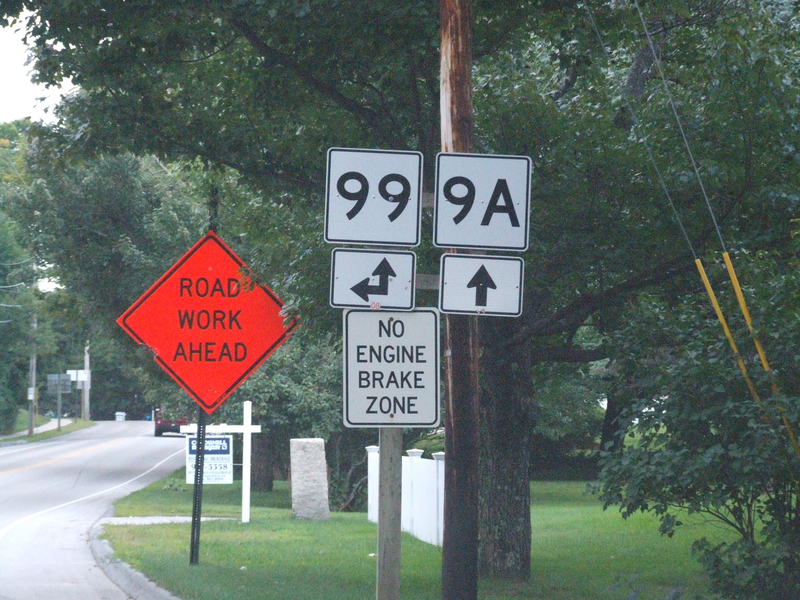 99
9A
ROAD
WORK
AHEAD
NO
ENGINE
BRAKE
ZONE